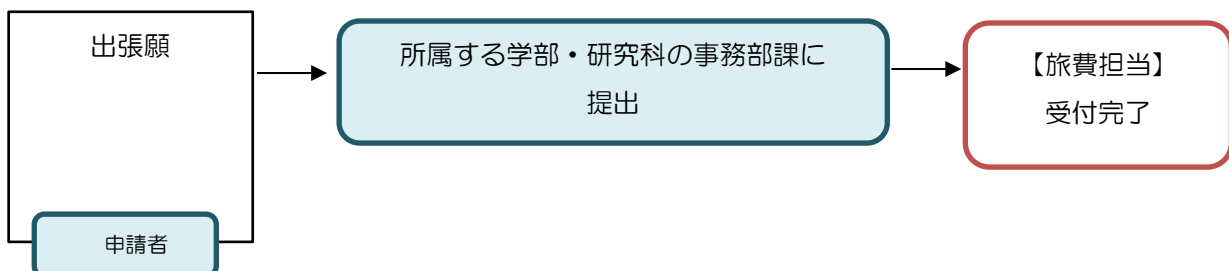 出張願
申請者
所属する学部・研究科の事務部課に
提出
【旅費担当】
受付完了